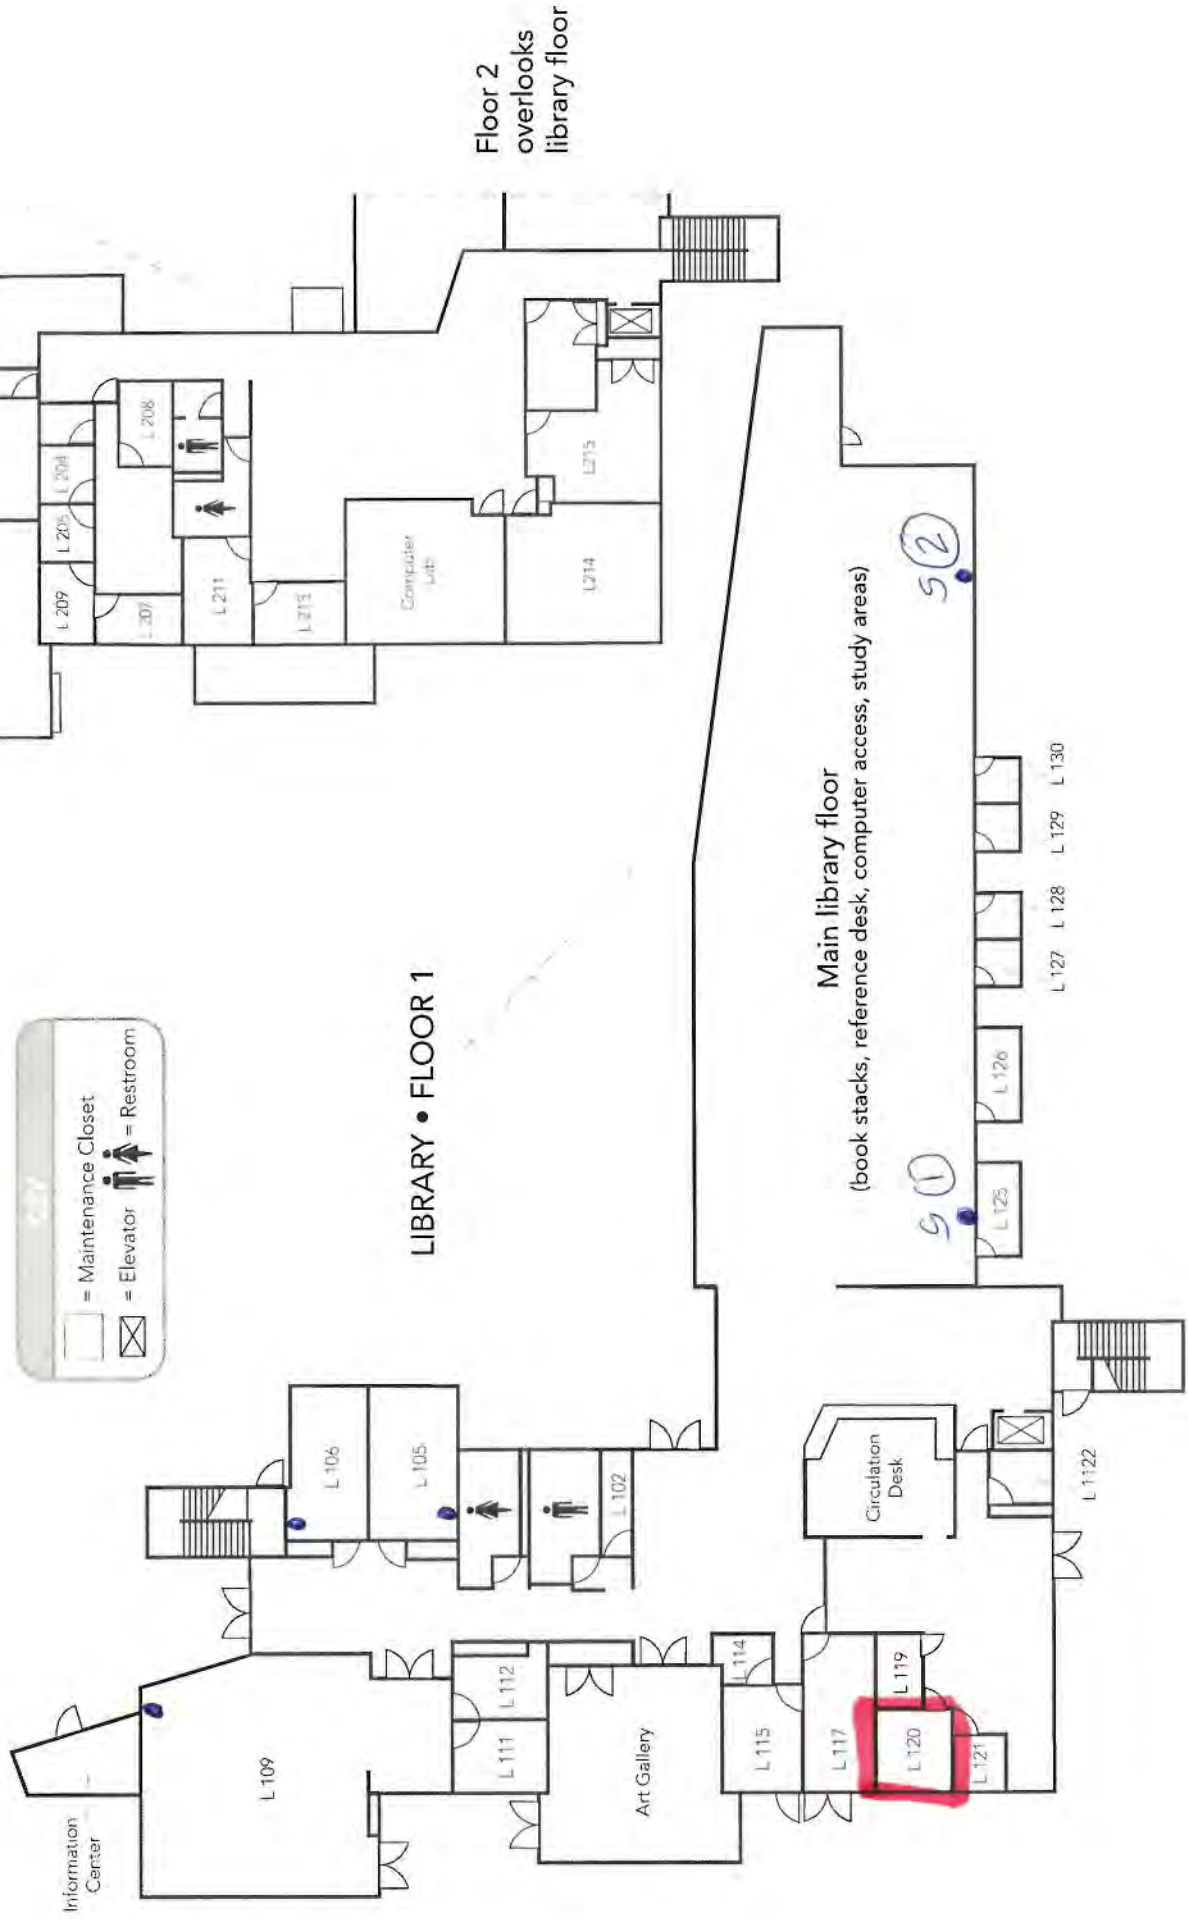 Floor 2
overlooks
library floor
L 208
L 204
L 205
L 209
L 207
L 211
L 213
Computer
Lab
L215
L214
= Maintenance Closet
= Elevator
= Restroom
LIBRARY • FLOOR 1
Main library floor
(book stacks, reference desk, computer access, study areas)
S 1
S 2
L 125
L 126
L 127
L 128
L 129
L 130
L 106
L 105
L 102
Circulation
Desk
L 1122
Information
Center
L 109
L 112
L 111
Art Gallery
L 114
L 115
L 117
L 119
L 120
L 121